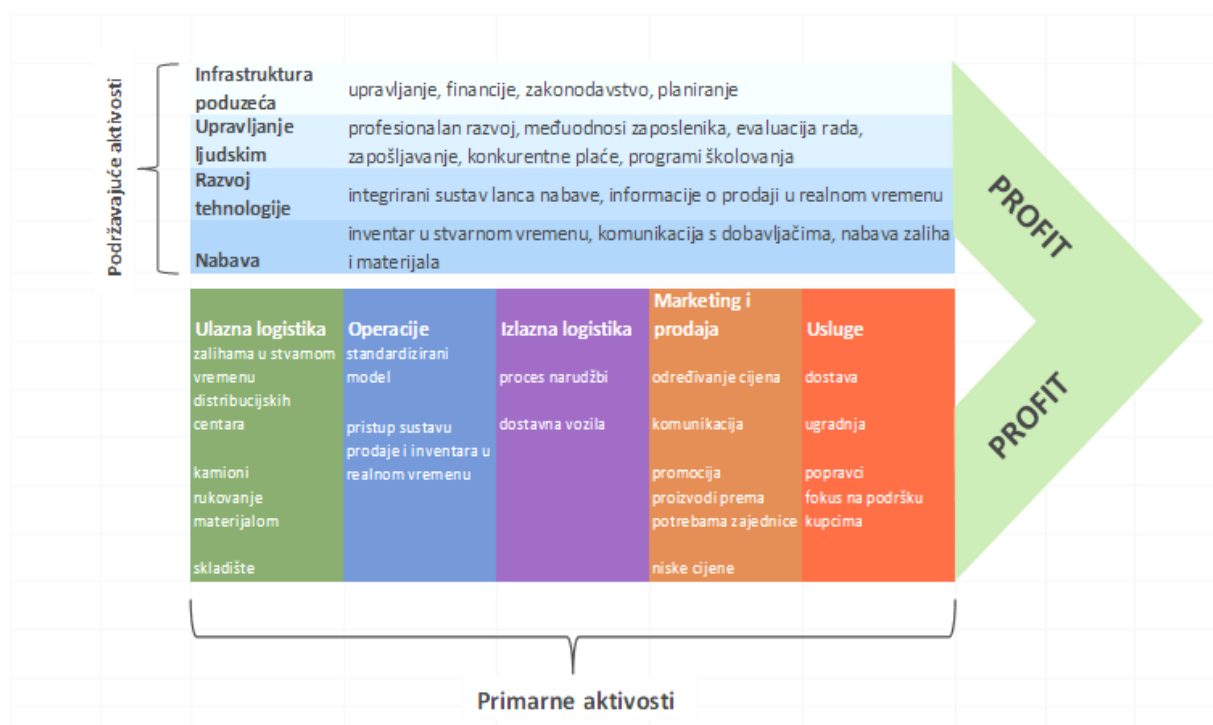 Podržavajuće aktivosti
Infrastruktura
poduzeća
upravljanje, financije, zakonodavstvo, planiranje
Upravljanje
ljudskim
profesionalan razvoj, međuodnosi zaposlenika, evaluacija rada,
zapošljavanje, konkurentne plaće, programi školovanja
Razvoj
tehnologije
integrirani sustav lanca nabave, informacije o prodaji u realnom vremenu
Nabava
inventar u stvarnom vremenu, komunikacija s dobavljačima, nabava zaliha
i materijala
Ulazna logistika
zalihama u stvarnom
vremenu
distribucijskih
centara
kamioni
rukovanje
materijalom
skladište
Operacije
standardizirani
model
pristup sustavu
prodaje i inventara u
realnom vremenu
Izlazna logistika
proces narudžbi
dostavna vozila
Marketing i
prodaja
određivanje cijena
komunikacija
promocija
proizvodi prema
potrebama zajednice
niske cijene
Usluge
dostava
ugradnja
popravci
fokus na podršku
kupcima
PROFIT
PROFIT
Primarne aktivosti